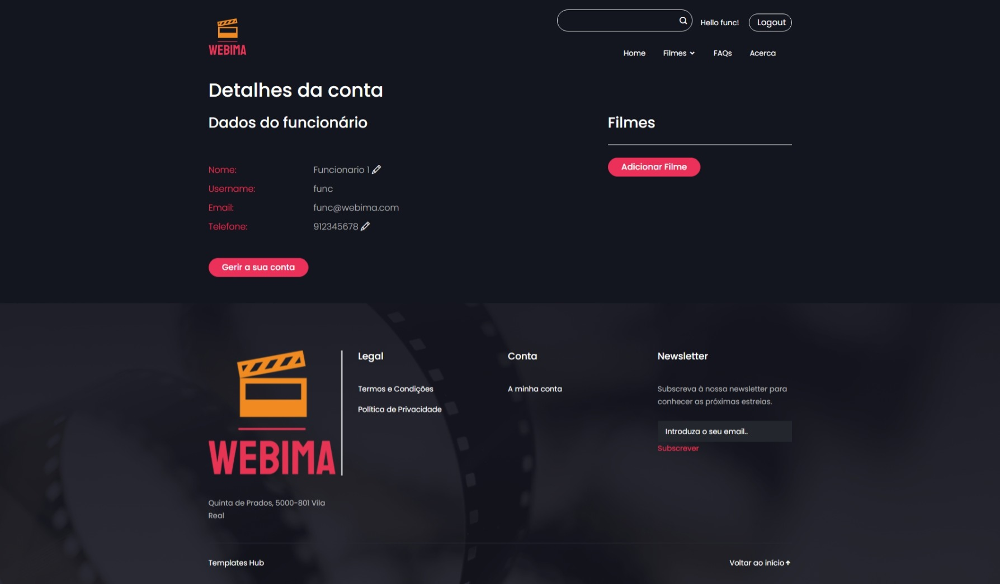 WEBIMA
Hello func!
Logout
Home
Filmes
FAQs
Acerca
Detalhes da conta
Dados do funcionário
Nome: Funcionario 1
Username: func
Email: func@webima.com
Telefone: 912345678
Gerir a sua conta
Filmes
Adicionar Filme
WEBIMA
Quinta de Prados, 5000-801 Vila
Real
Legal
Termos e Condições
Política de Privacidade
Conta
A minha conta
Newsletter
Subscreva à nossa newsletter para
conhecer as próximas estreias.
Introduza o seu email..
Subscrever
Templates Hub
Voltar ao início